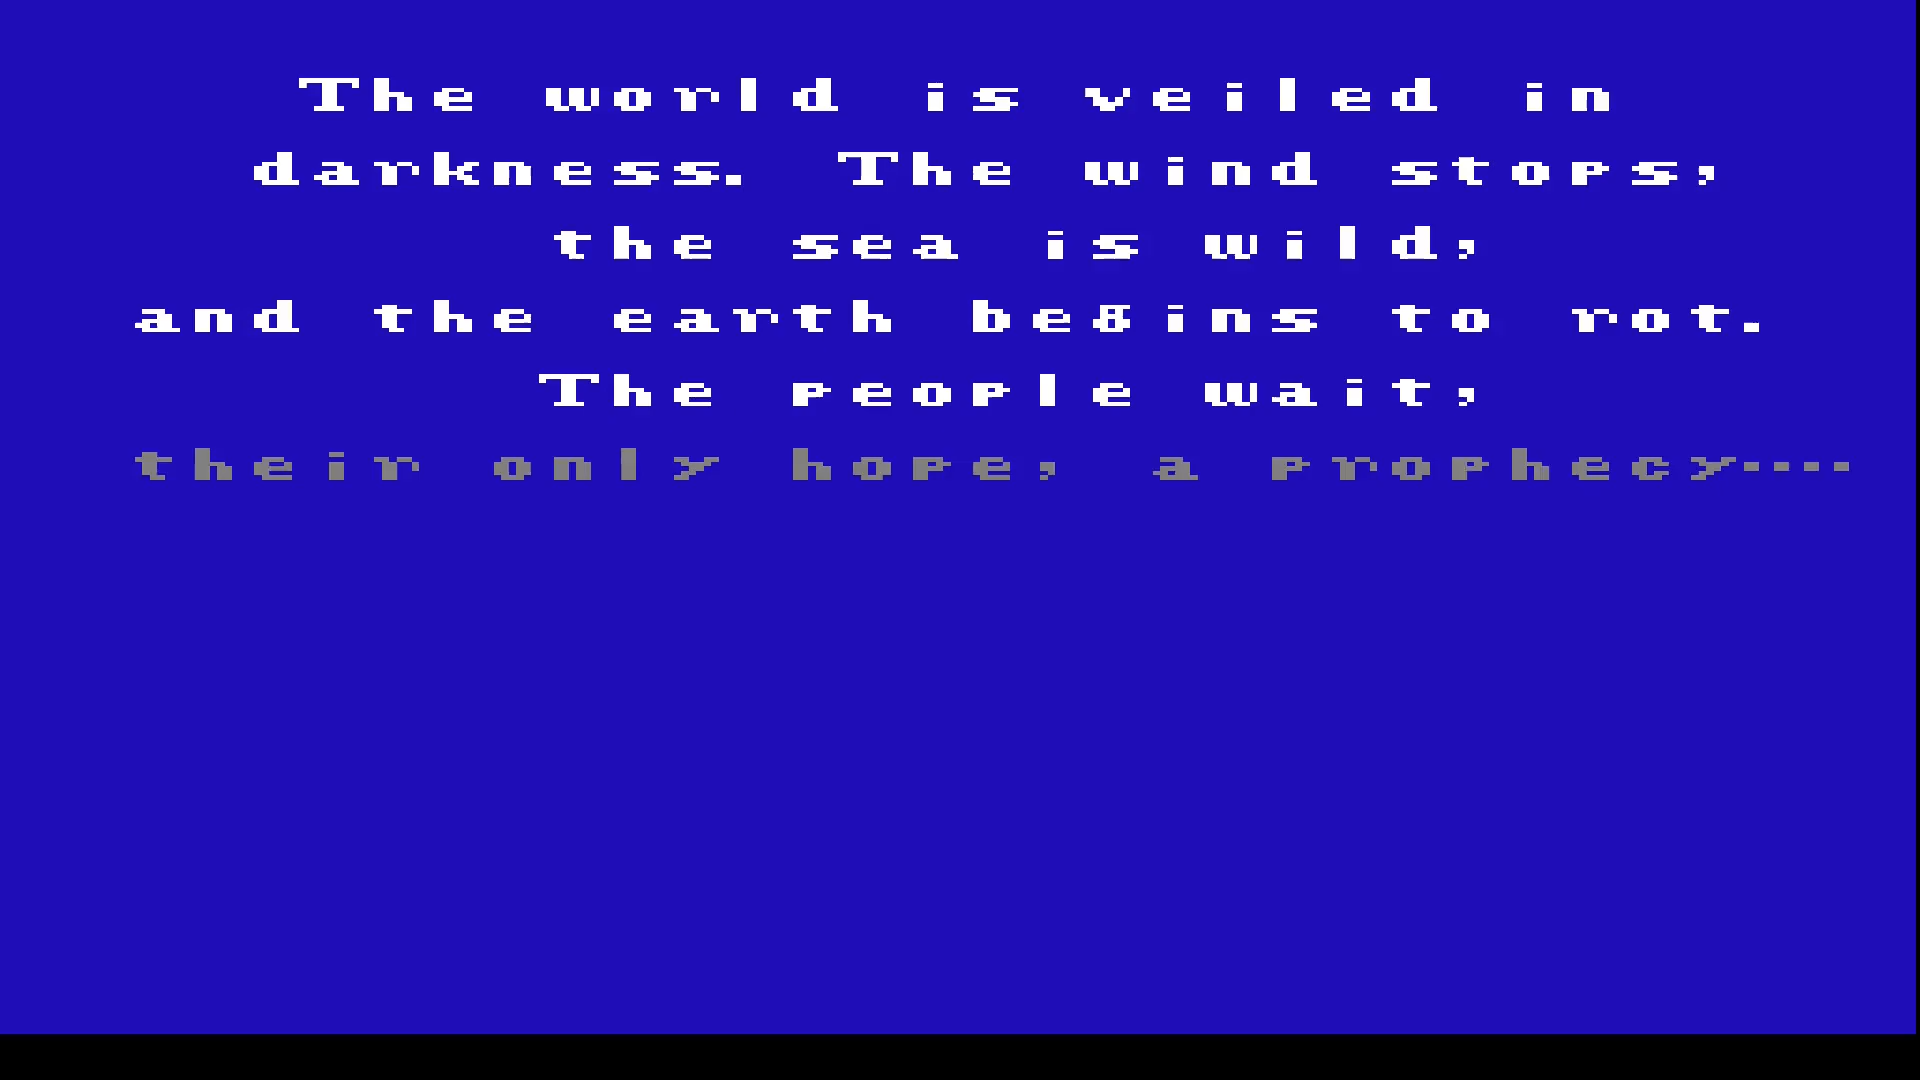 The world is veiled in
darkness. The wind stops,
the sea is wild,
and the earth begins to rot.
The people wait,
their only hope, a prophecy....